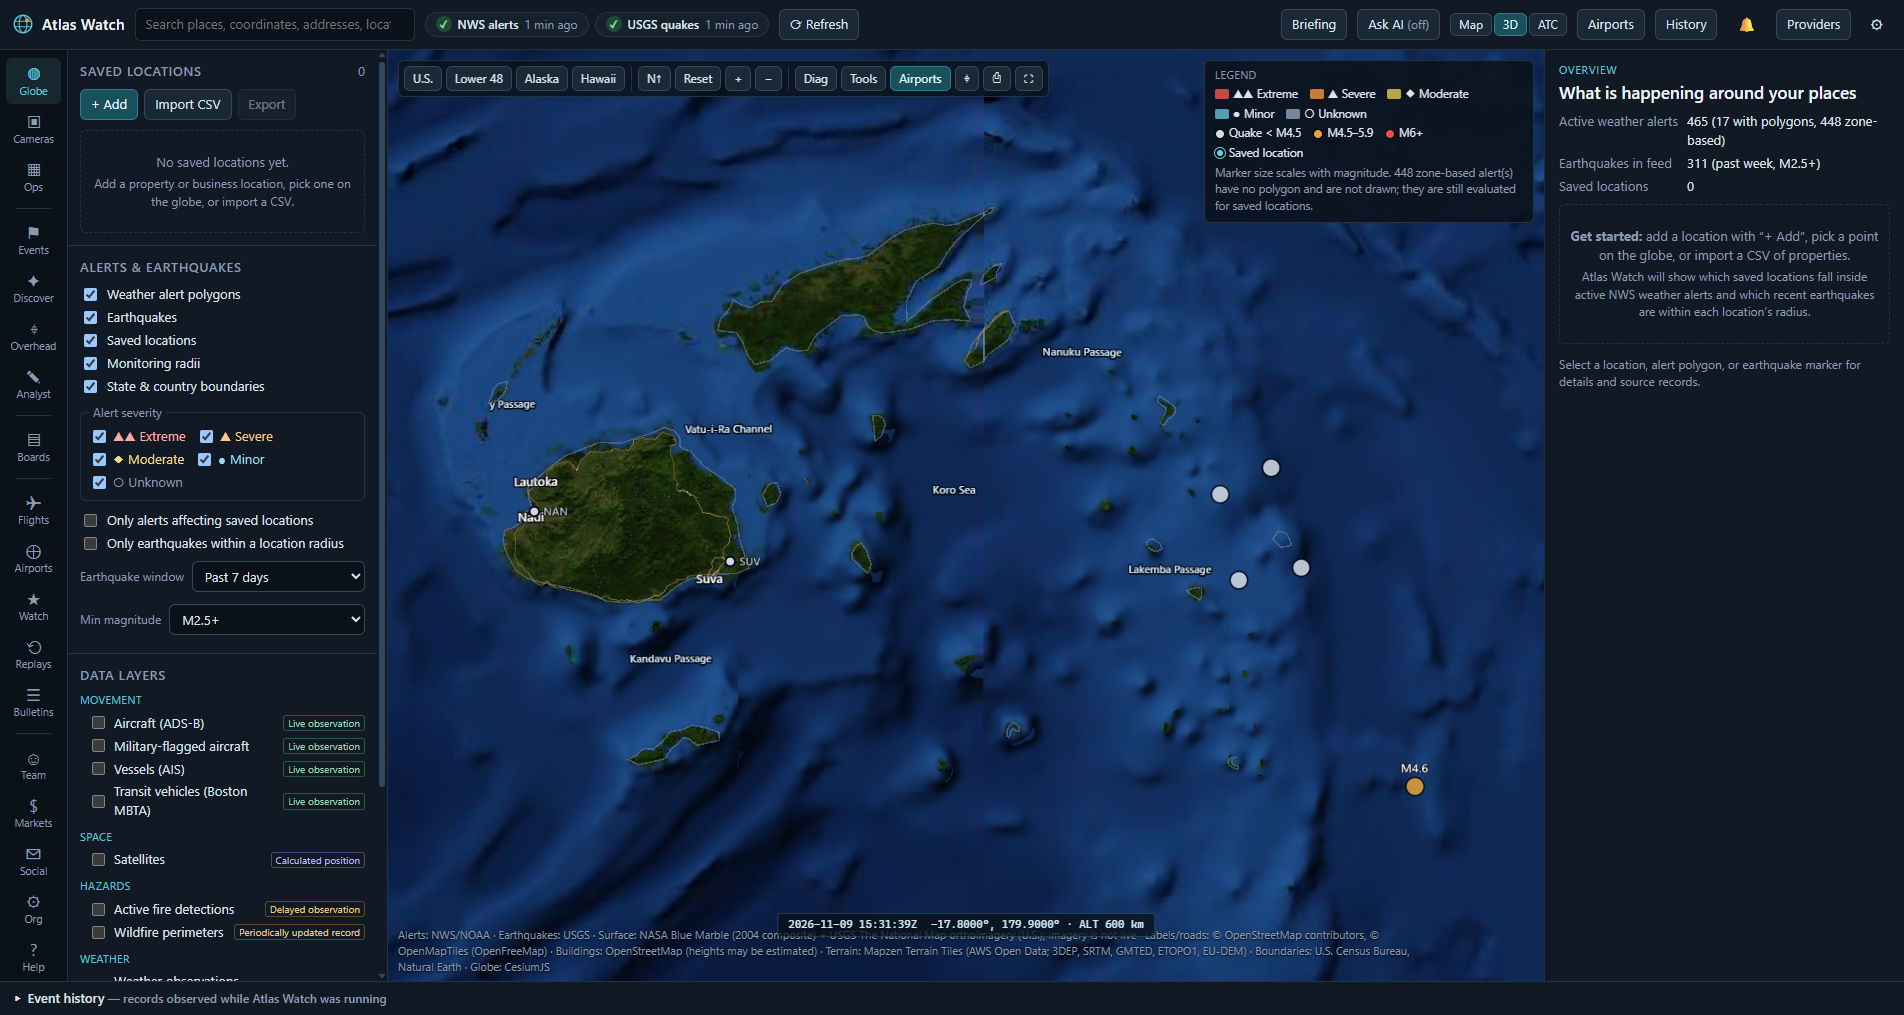 Atlas Watch
Search places, coordinates, addresses, locat
NWS alerts 1 min ago
USGS quakes 1 min ago
Refresh
Briefing
Ask AI (off)
Map
3D
ATC
Airports
History
Providers
Globe
Cameras
Ops
Events
Discover
Overhead
Analyst
Boards
Flights
Airports
Watch
Replays
Bulletins
Team
Markets
Social
Org
Help
SAVED LOCATIONS 0
+ Add
Import CSV
Export
No saved locations yet.
Add a property or business location, pick one on
the globe, or import a CSV.
ALERTS & EARTHQUAKES
Weather alert polygons
Earthquakes
Saved locations
Monitoring radii
State & country boundaries
Alert severity
Extreme
Severe
Moderate
Minor
Unknown
Only alerts affecting saved locations
Only earthquakes within a location radius
Earthquake window Past 7 days
Min magnitude M2.5+
DATA LAYERS
MOVEMENT
Aircraft (ADS-B) Live observation
Military-flagged aircraft Live observation
Vessels (AIS) Live observation
Transit vehicles (Boston
MBTA) Live observation
SPACE
Satellites Calculated position
HAZARDS
Active fire detections Delayed observation
Wildfire perimeters Periodically updated record
WEATHER
Weather observations
U.S.
Lower 48
Alaska
Hawaii
N↑
Reset
+
−
Diag
Tools
Airports
LEGEND
Extreme Severe Moderate
Minor Unknown
Quake < M4.5 M4.5–5.9 M6+
Saved location
Marker size scales with magnitude. 448 zone-based alert(s)
have no polygon and are not drawn; they are still evaluated
for saved locations.
Nanuku Passage
y Passage
Vatu-i-Ra Channel
Lautoka
NAN
Nadi
Koro Sea
SUV
Suva
Lakemba Passage
Kandavu Passage
M4.6
2026-11-09 15:31:39Z −17.8000°, 179.9000° · ALT 600 km
Alerts: NWS/NOAA · Earthquakes: USGS · Surface: NASA Blue Marble (2004 composite) + USGS The National Map orthoimagery (U.S.); imagery is not live · Labels/roads: © OpenStreetMap contributors, ©
OpenMapTiles (OpenFreeMap) · Buildings: OpenStreetMap (heights may be estimated) · Terrain: Mapzen Terrain Tiles (AWS Open Data; 3DEP, SRTM, GMTED, ETOPO1, EU-DEM) · Boundaries: U.S. Census Bureau,
Natural Earth · Globe: CesiumJS
OVERVIEW
What is happening around your places
Active weather alerts 465 (17 with polygons, 448 zone-
based)
Earthquakes in feed 311 (past week, M2.5+)
Saved locations 0
Get started: add a location with “+ Add”, pick a point
on the globe, or import a CSV of properties.
Atlas Watch will show which saved locations fall inside
active NWS weather alerts and which recent earthquakes
are within each location’s radius.
Select a location, alert polygon, or earthquake marker for
details and source records.
Event history — records observed while Atlas Watch was running